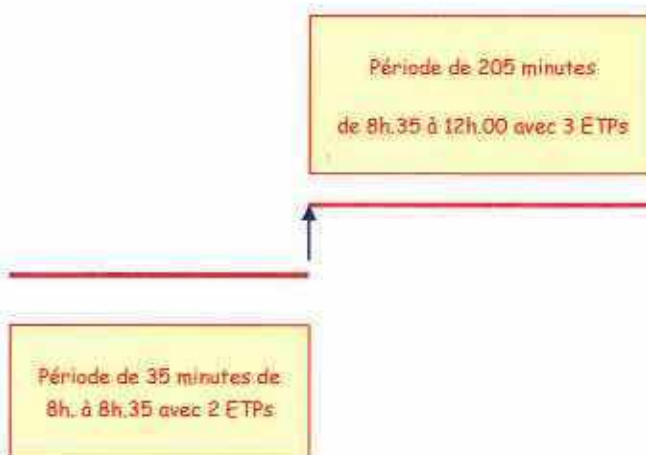 Période de 205 minutes
de 8h.35 à 12h.00 avec 3 ETPs
Période de 35 minutes de
8h. à 8h.35 avec 2 ETPs